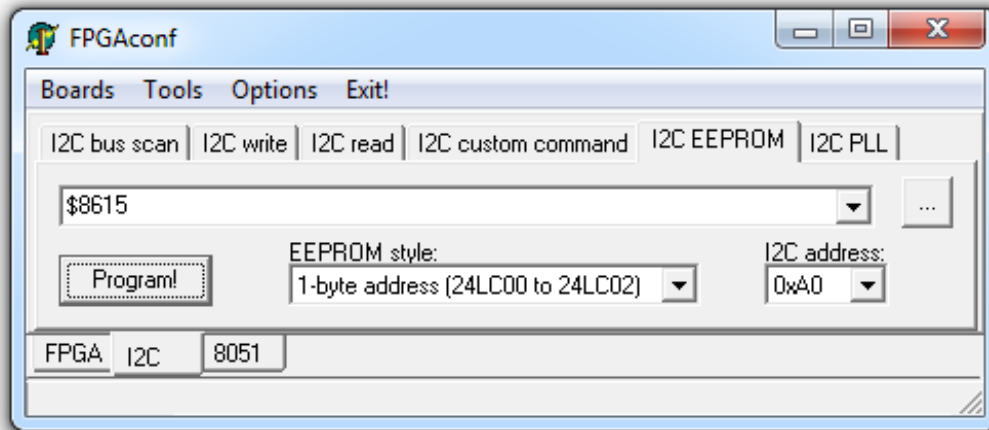 FPGAconf
Boards Tools Options Exit!
I2C bus scan I2C write I2C read I2C custom command I2C EEPROM I2C PLL
$8615 ...
EEPROM style: I2C address:
Program! 1-byte address (24LC00 to 24LC02) 0xA0
FPGA I2C 8051